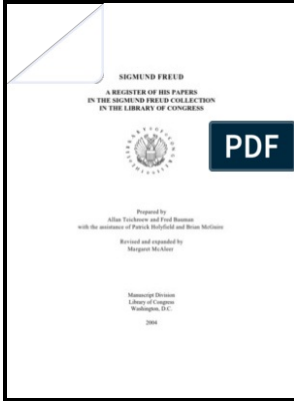 SIGMUND FREUD
A REGISTER OF HIS PAPERS
IN THE SIGMUND FREUD COLLECTION
IN THE LIBRARY OF CONGRESS
PDF
Prepared by
Allan Teichroew and Fred Bauman
with the assistance of Patrick Holyfield and Brian McGuire
Revised and expanded by
Margaret McAleer
Manuscript Division
Library of Congress
Washington, D.C.
2004